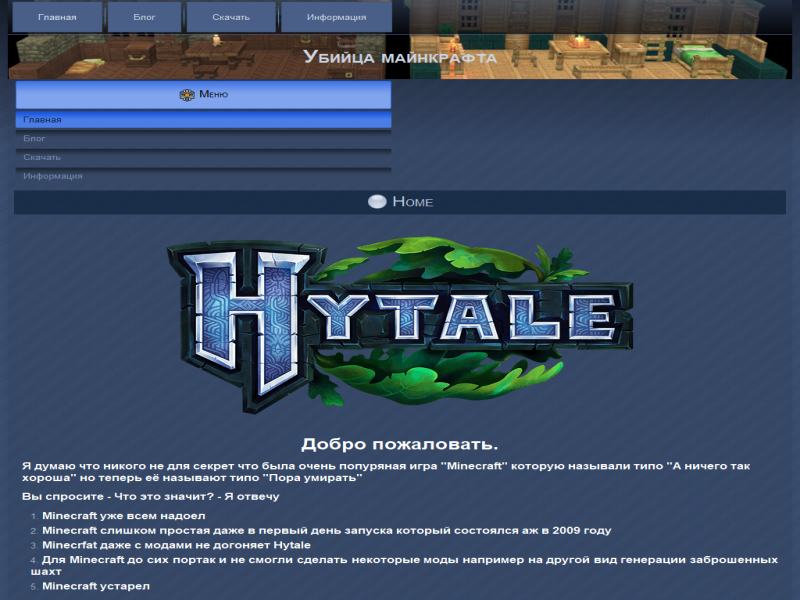 Главная Блог Скачать Информация
Убийца майнкрафта
Меню
Главная
Блог
Скачать
Информация
Home
HYTALE
Добро пожаловать.
Я думаю что никого не для секрет что была очень попуряная игра "Minecraft" которую называли типо "А ничего так
хороша" но теперь её называют типо "Пора умирать"
Вы спросите - Что это значит? - Я отвечу
1. Minecraft уже всем надоел
2. Minecraft слишком простая даже в первый день запуска который состоялся аж в 2009 году
3. Minecrfat даже с модами не догоняет Hytale
4. Для Minecraft до сих портак и не смогли сделать некоторые моды например на другой вид генерации заброшенных
шахт
5. Minecraft устарел